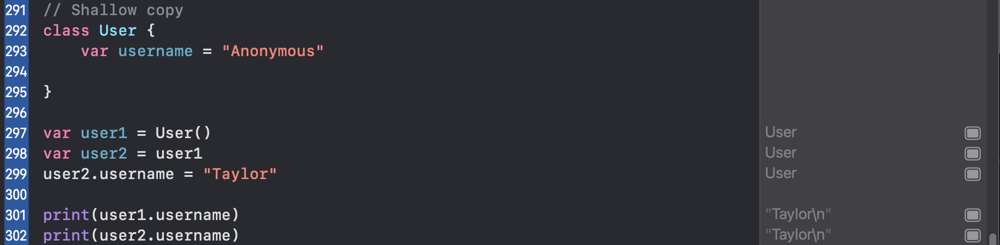 291 // Shallow copy
292 class User {
293     var username = "Anonymous"
294
295 }
296
297 var user1 = User() User
298 var user2 = user1 User
299 user2.username = "Taylor" User
300
301 print(user1.username) "Taylor\n"
302 print(user2.username) "Taylor\n"